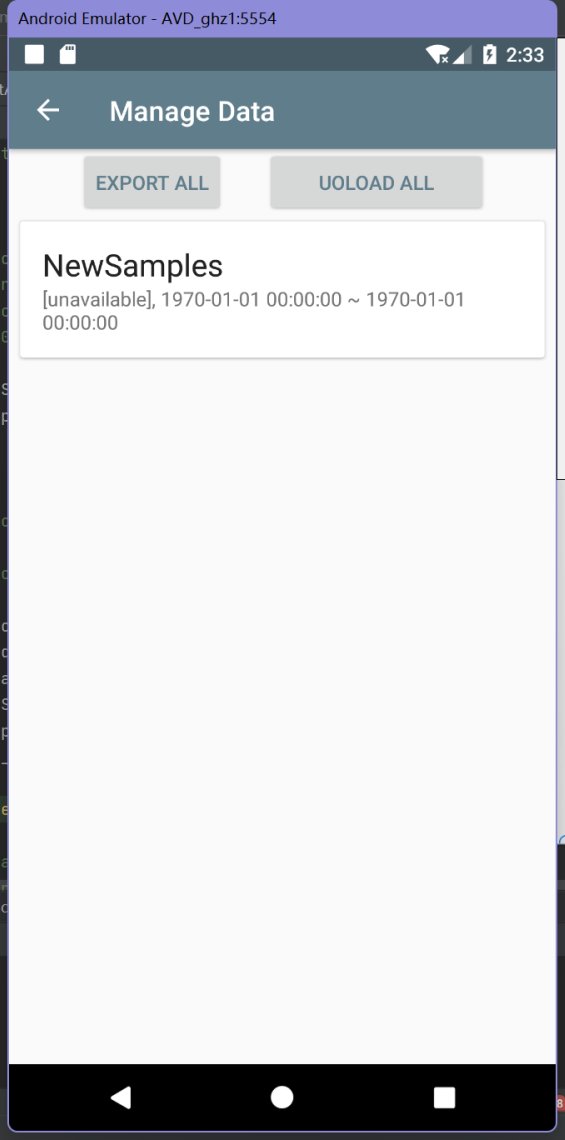 Android Emulator - AVD_ghz1:5554
2:33
Manage Data
EXPORT ALL
UOLOAD ALL
NewSamples
[unavailable], 1970-01-01 00:00:00 ~ 1970-01-01
00:00:00